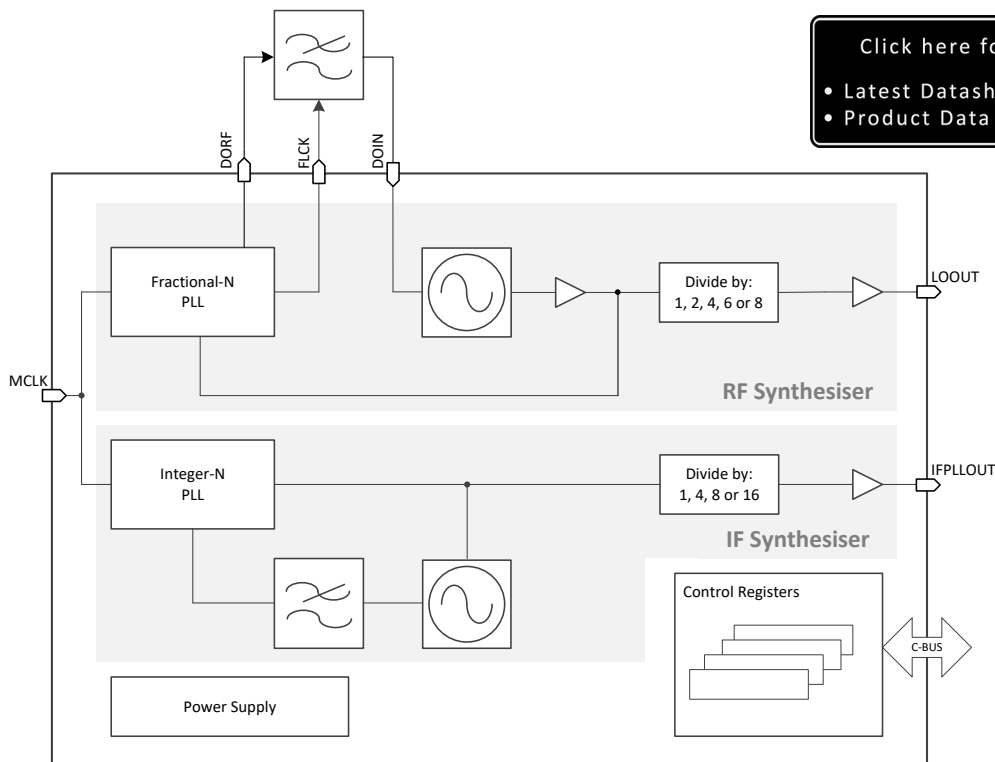 Click here fo
• Latest Datash
• Product Data
DORF
FLCK
DOIN
Fractional-N
PLL
Divide by:
1, 2, 4, 6 or 8
LOOUT
MCLK
RF Synthesiser
Integer-N
PLL
Divide by:
1, 4, 8 or 16
IFPLLOUT
IF Synthesiser
Control Registers
C-BUS
Power Supply